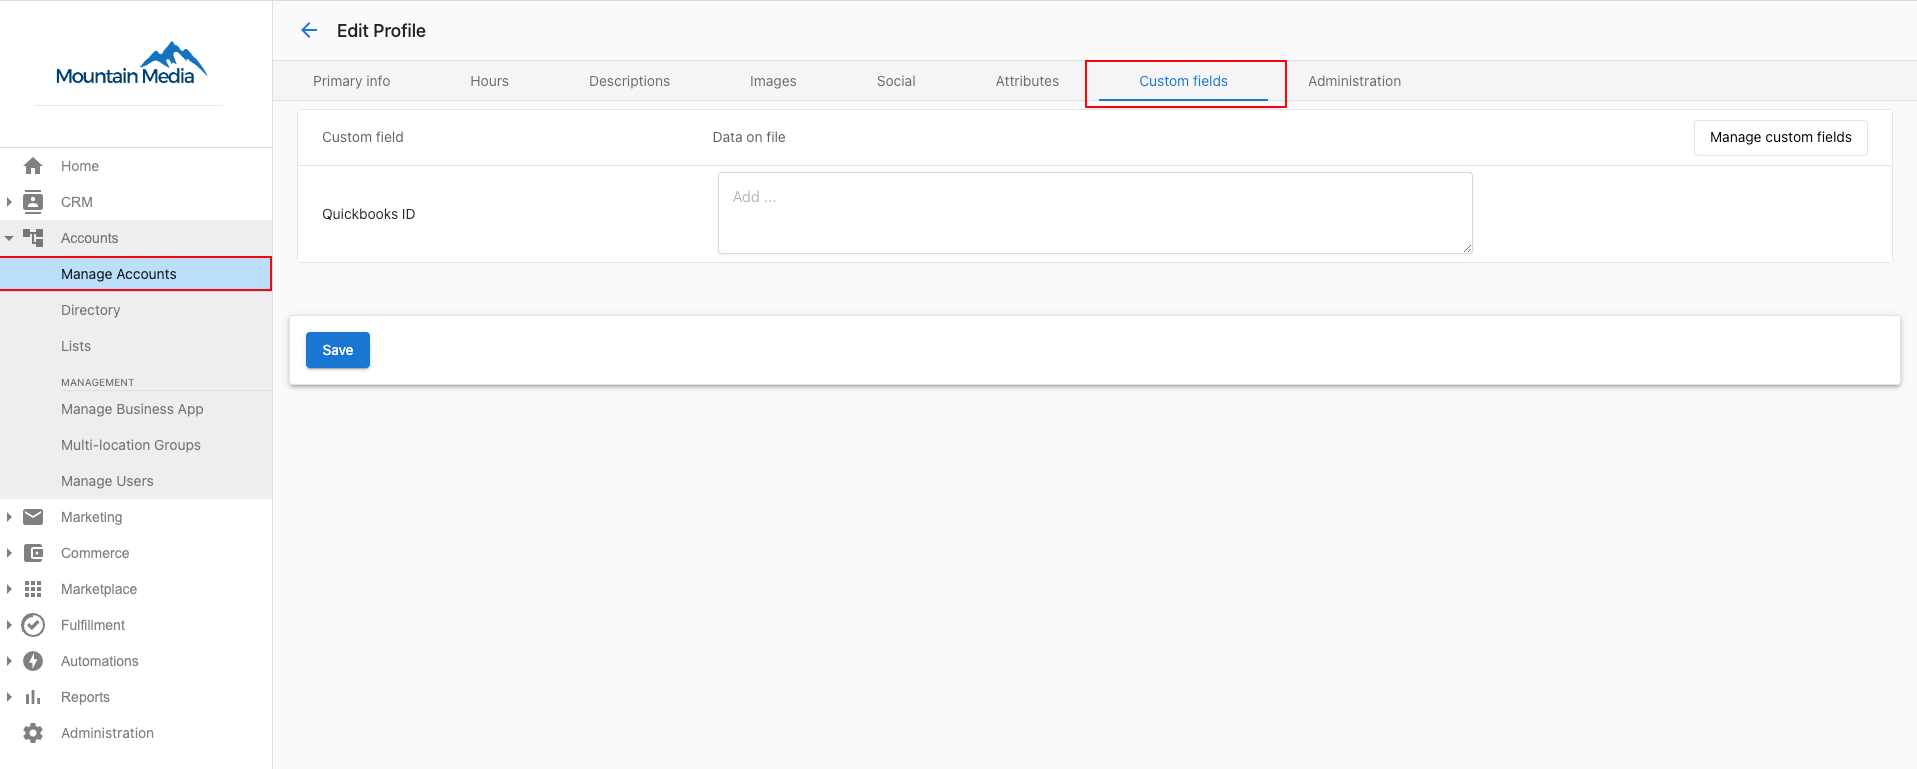 Mountain Media
Home
CRM
Accounts
Manage Accounts
Directory
Lists
MANAGEMENT
Manage Business App
Multi-location Groups
Manage Users
Marketing
Commerce
Marketplace
Fulfillment
Automations
Reports
Administration
Edit Profile
Primary info Hours Descriptions Images Social Attributes Custom fields Administration
Custom field Data on file Manage custom fields
Quickbooks ID Add ...
Save